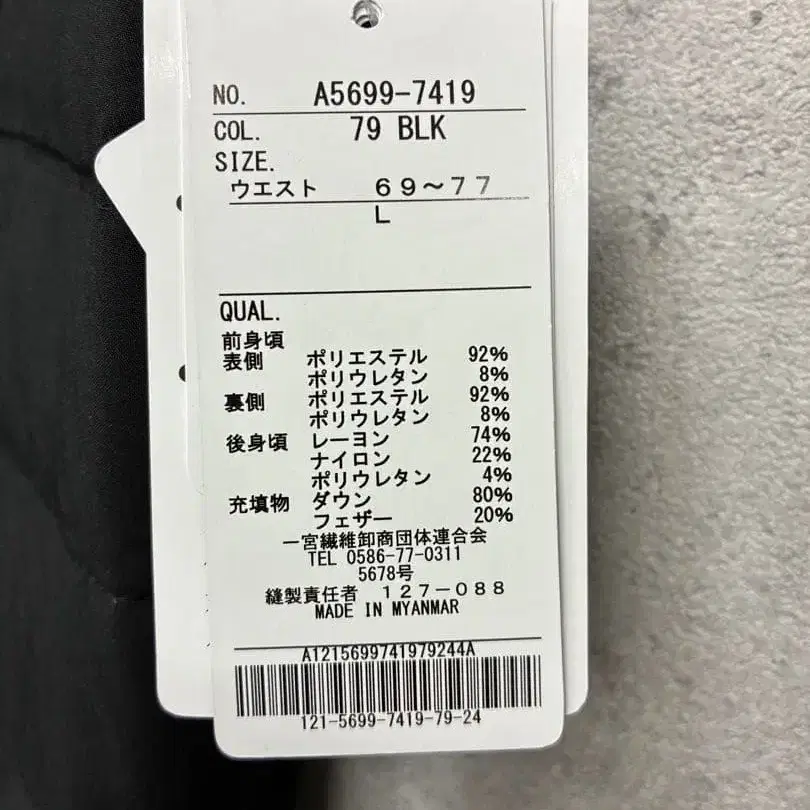 NO. A5699-7419
COL. 79 BLK
SIZE.
ウエスト 69～77
L
QUAL.
前身頃
表側 ポリエステル 92%
ポリウレタン 8%
裏側 ポリエステル 92%
ポリウレタン 8%
後身頃 レーヨン 74%
ナイロン 22%
ポリウレタン 4%
充填物 ダウン 80%
フェザー 20%
一宮繊維卸商団体連合会
TEL 0586-77-0311
5678号
縫製責任者 127-088
MADE IN MYANMAR
A1215699741979244A
121-5699-7419-79-24